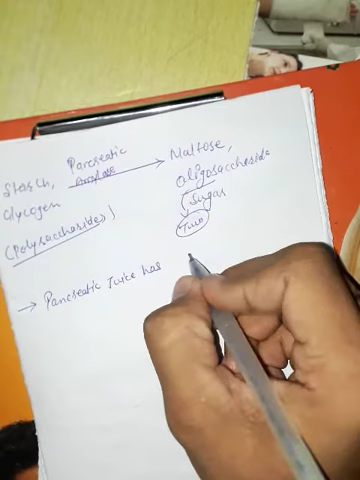 Starch, Pancreatic Amylase → Maltose,
Glycogen Oligosaccharide
(Polysaccharides) Sugar
Two
→ Pancreatic Juice has